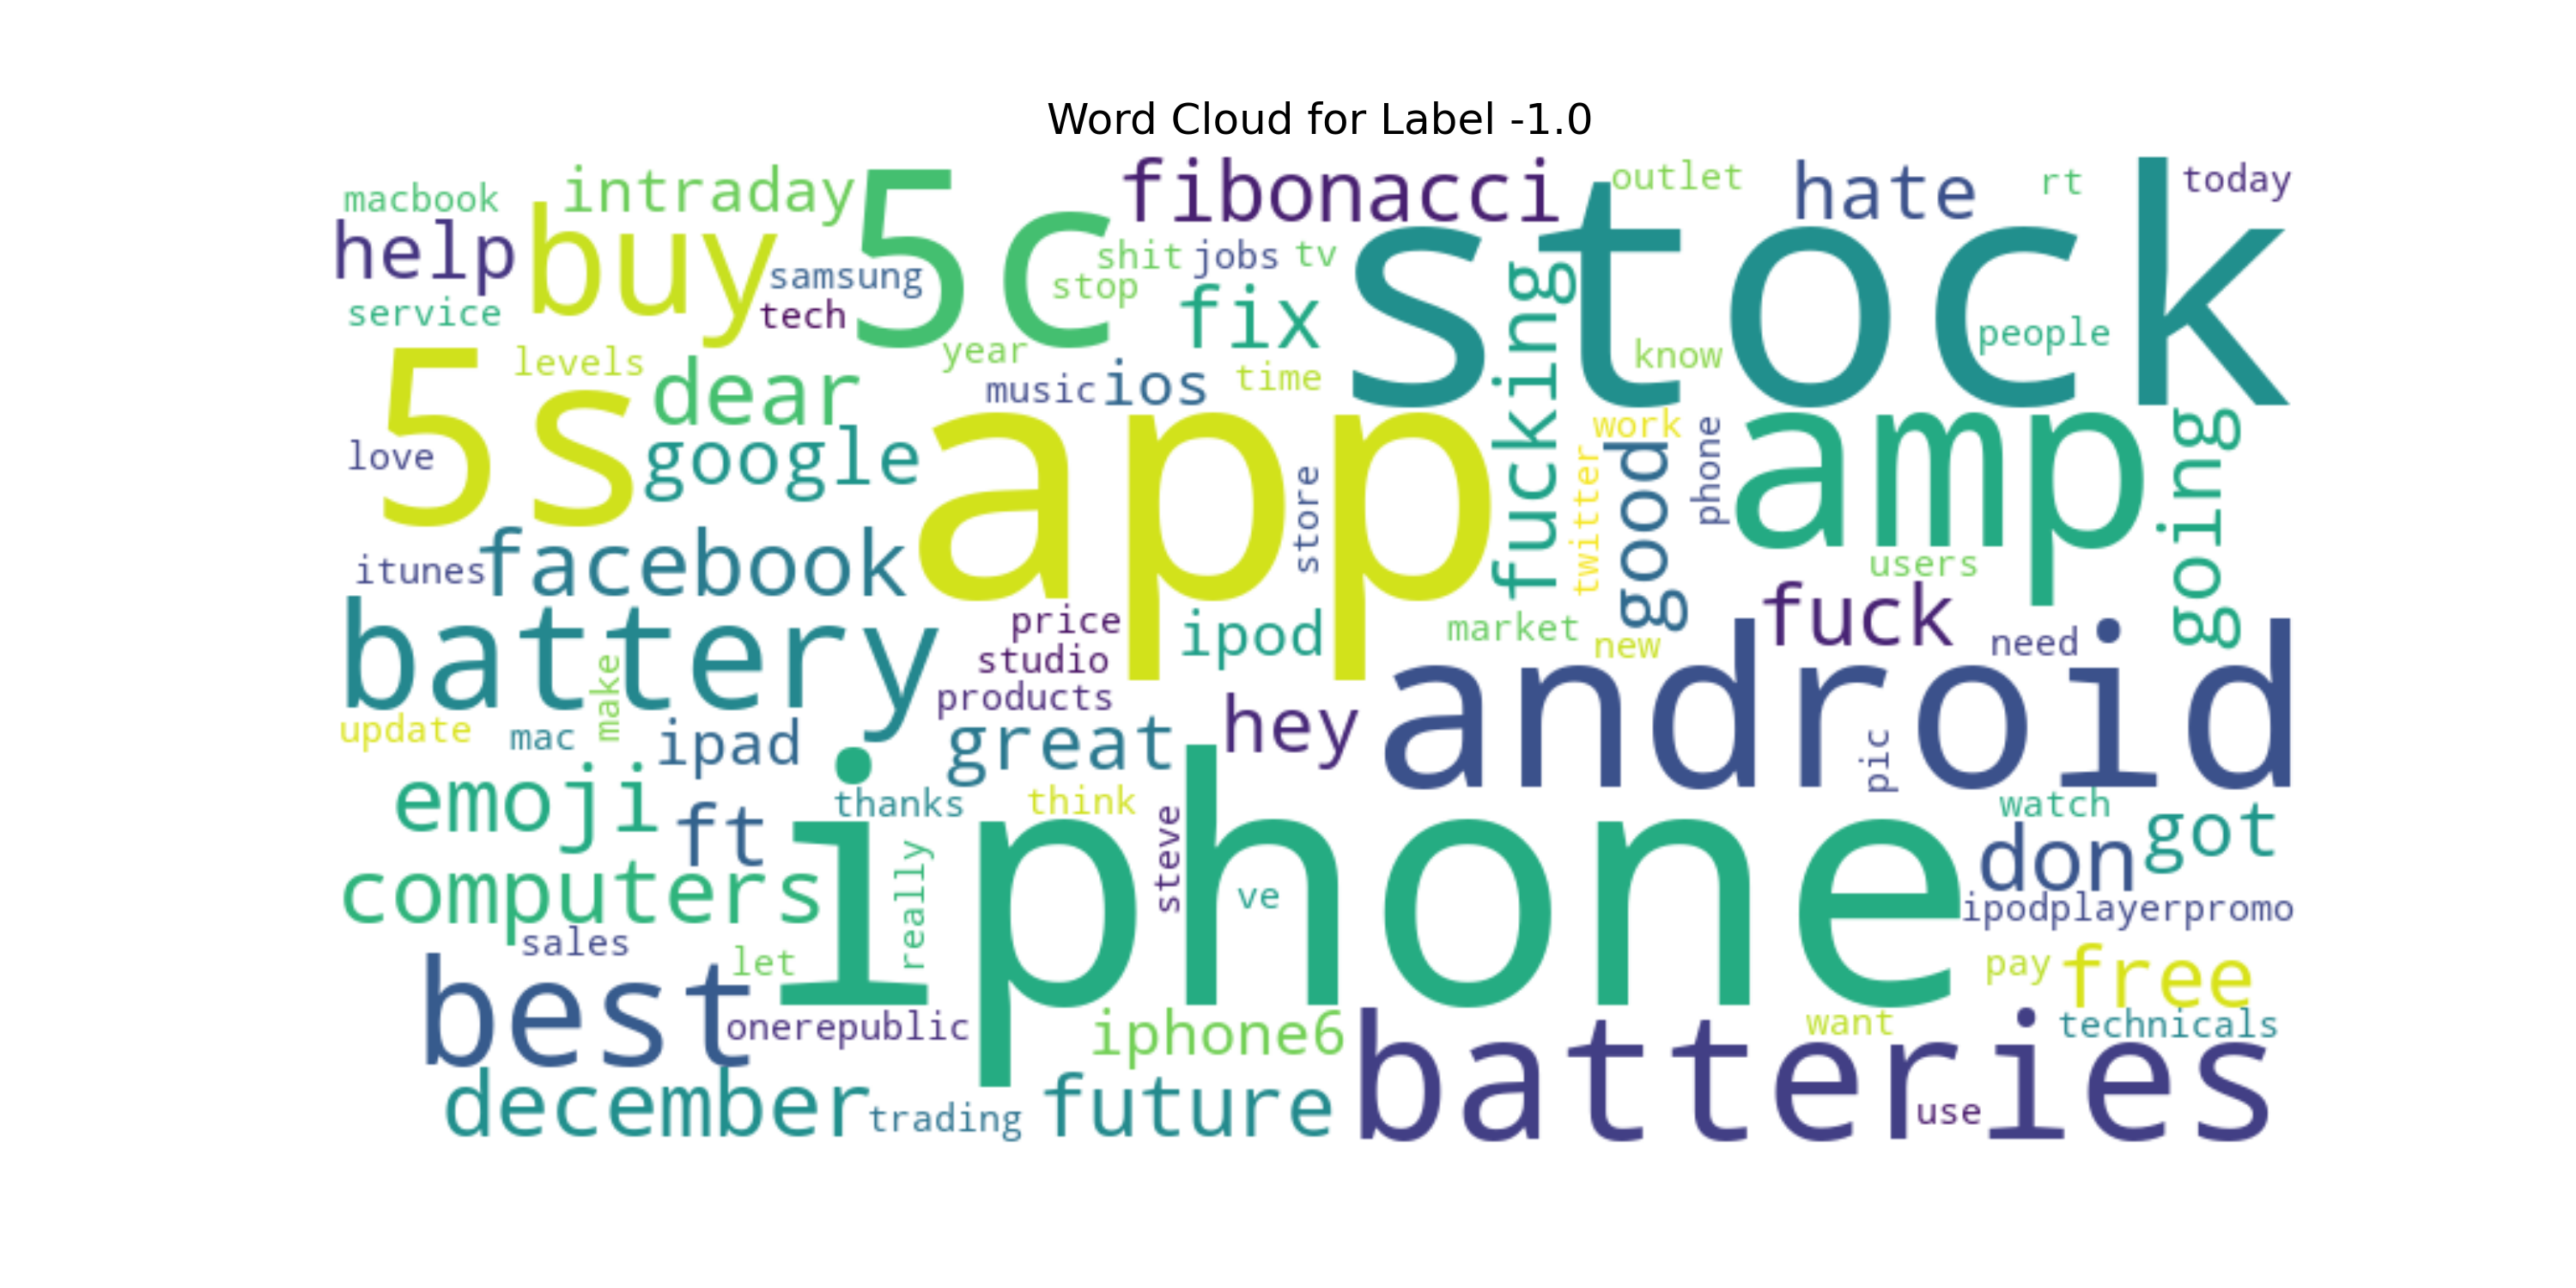 Word Cloud for Label -1.0
macbook
intraday
5c
fibonacci
stock
outlet
hate
rt
today
help
buy
samsung
shit
jobs
tv
stop
service
tech
fix
fucking
know
people
5s
levels
dear
year
music
ios
time
love
google
app
store
twitter
work
good
phone
amp
going
itunes
facebook
users
battery
price
ipod
market
new
fuck
need
make
studio
products
android
update
mac
ipad
great
hey
pic
emoji
ft
thanks
think
iphone
steve
watch
got
don
computers
really
ve
ipodplayerpromo
sales
let
pay
free
best
onerepublic
iphone6
batteries
want
technicals
december
trading
future
use